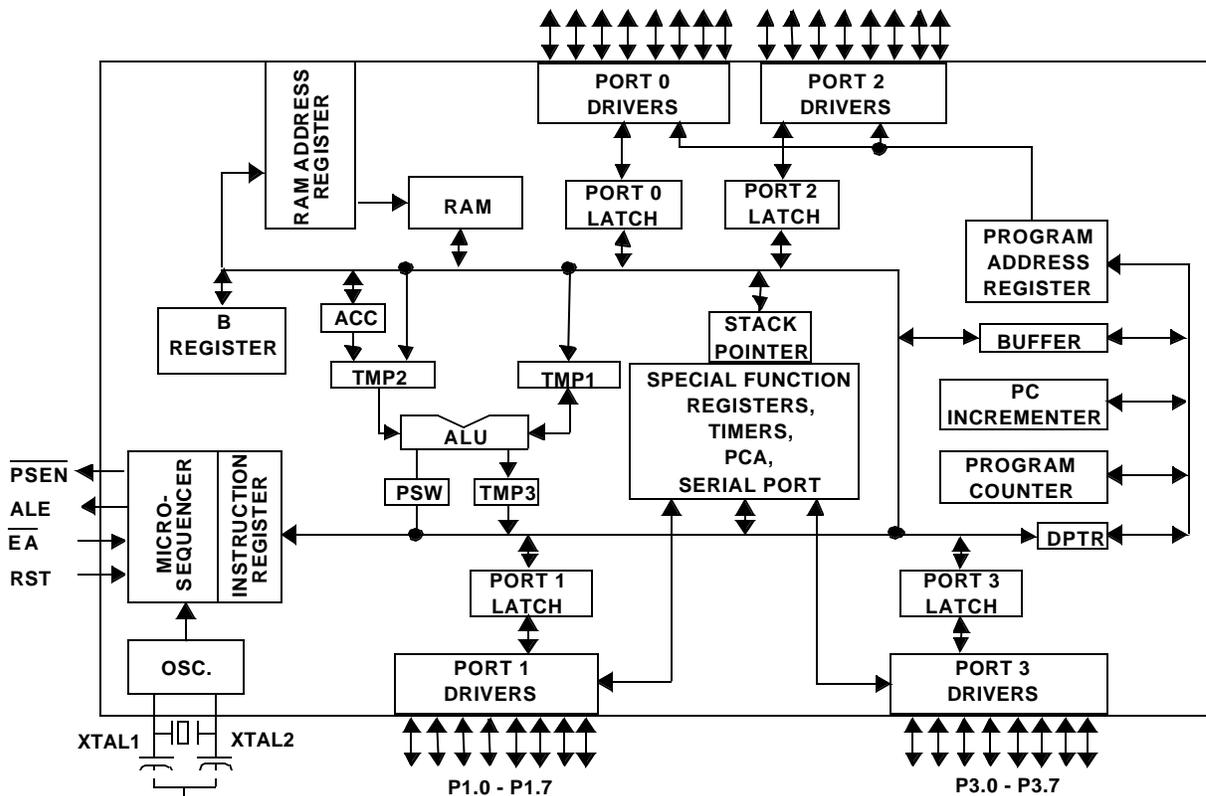 PORT 0
DRIVERS
PORT 2
DRIVERS
RAM ADDRESS
REGISTER
RAM
PORT 0
LATCH
PORT 2
LATCH
PROGRAM
ADDRESS
REGISTER
B
REGISTER
ACC
STACK
POINTER
BUFFER
TMP2
TMP1
SPECIAL FUNCTION
REGISTERS,
TIMERS,
PCA,
SERIAL PORT
PC
INCREMENTER
ALU
PSEN
ALE
EA
RST
MICRO-
SEQUENCER
INSTRUCTION
REGISTER
PSW
TMP3
PROGRAM
COUNTER
DPTR
PORT 1
LATCH
PORT 3
LATCH
OSC.
PORT 1
DRIVERS
PORT 3
DRIVERS
XTAL1
XTAL2
P1.0 - P1.7
P3.0 - P3.7